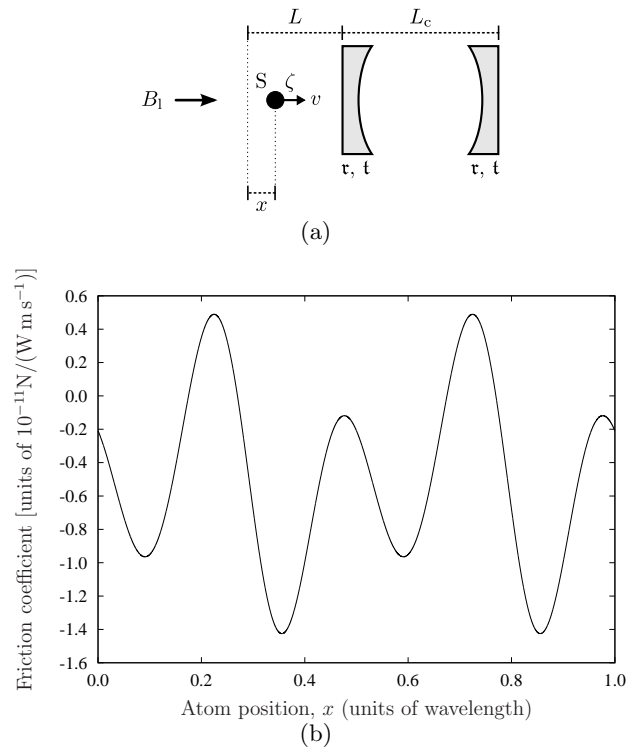 L
L_c
S
ζ
B_l
v
𝔯, 𝔱
𝔯, 𝔱
x
(a)
Friction coefficient [units of 10⁻¹¹N/(W m s⁻¹)]
0.6
0.4
0.2
0.0
-0.2
-0.4
-0.6
-0.8
-1.0
-1.2
-1.4
-1.6
0.0 0.2 0.4 0.6 0.8 1.0
Atom position, x (units of wavelength)
(b)